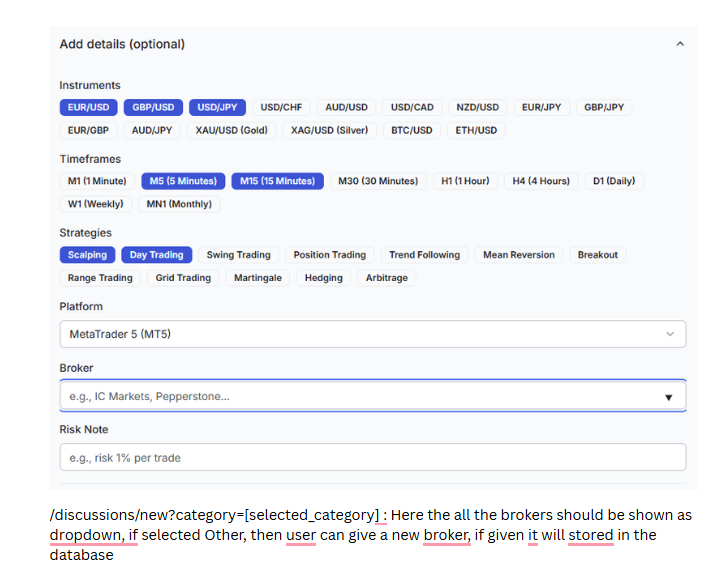 Add details (optional)
Instruments
EUR/USD GBP/USD USD/JPY USD/CHF AUD/USD USD/CAD NZD/USD EUR/JPY GBP/JPY
EUR/GBP AUD/JPY XAU/USD (Gold) XAG/USD (Silver) BTC/USD ETH/USD
Timeframes
M1 (1 Minute) M5 (5 Minutes) M15 (15 Minutes) M30 (30 Minutes) H1 (1 Hour) H4 (4 Hours) D1 (Daily)
W1 (Weekly) MN1 (Monthly)
Strategies
Scalping Day Trading Swing Trading Position Trading Trend Following Mean Reversion Breakout
Range Trading Grid Trading Martingale Hedging Arbitrage
Platform
MetaTrader 5 (MT5)
Broker
e.g., IC Markets, Pepperstone...
Risk Note
e.g., risk 1% per trade
/discussions/new?category=[selected_category] : Here the all the brokers should be shown as
dropdown, if selected Other, then user can give a new broker, if given it will stored in the
database